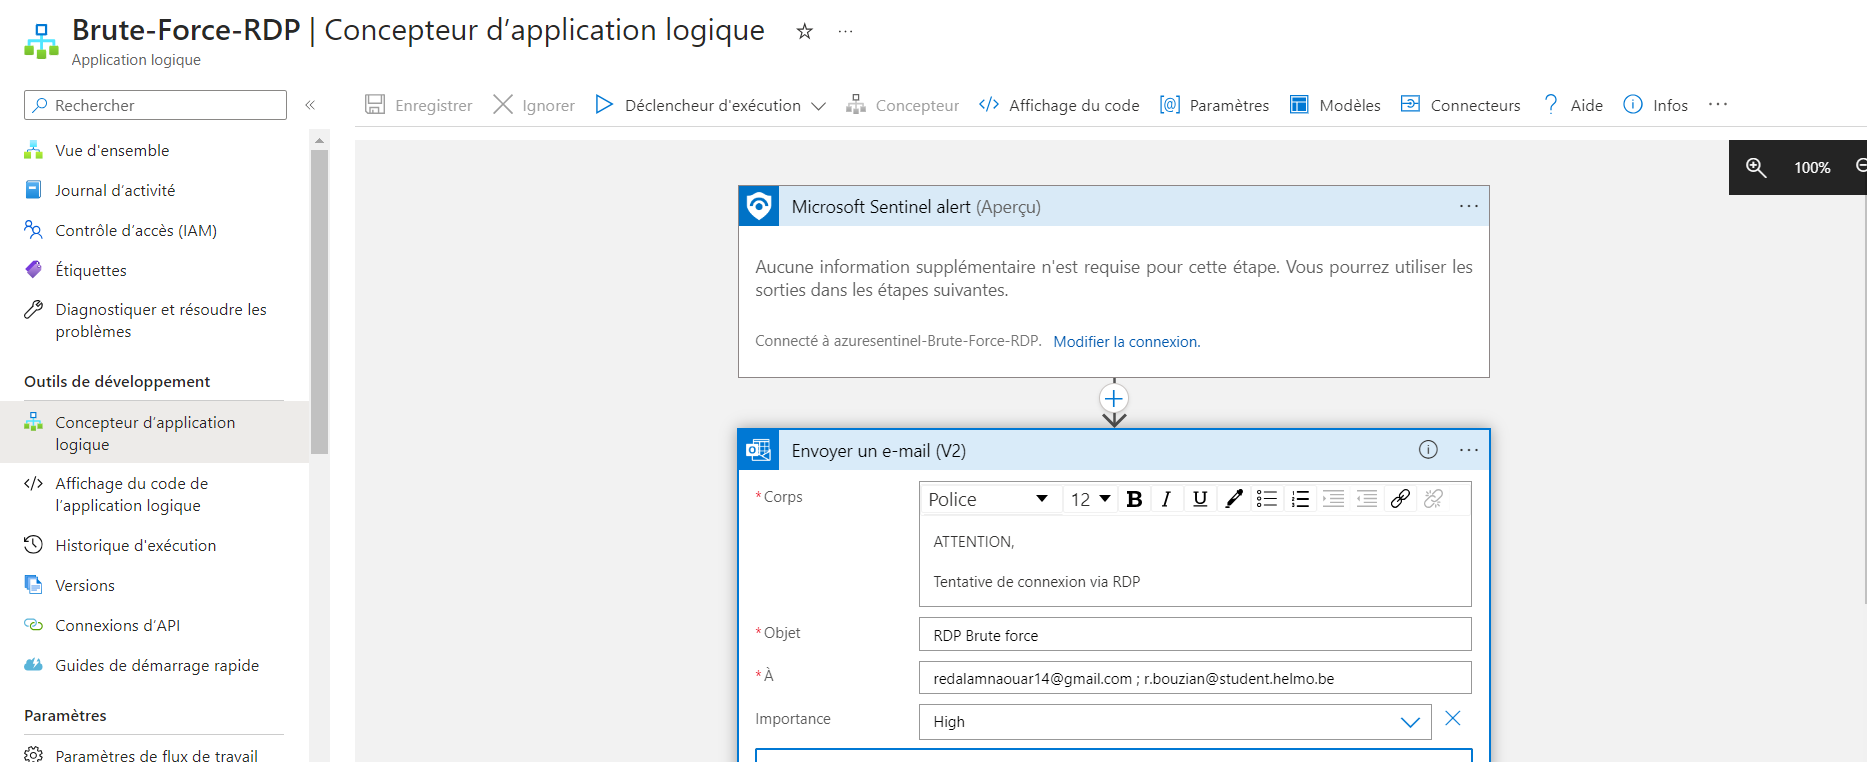 Brute-Force-RDP | Concepteur d’application logique
Application logique
Rechercher
Enregistrer
Ignorer
Déclencheur d'exécution
Concepteur
Affichage du code
Paramètres
Modèles
Connecteurs
Aide
Infos
Vue d'ensemble
Journal d’activité
Contrôle d’accès (IAM)
Étiquettes
Diagnostiquer et résoudre les
problèmes
Outils de développement
Concepteur d’application
logique
Affichage du code de
l’application logique
Historique d'exécution
Versions
Connexions d’API
Guides de démarrage rapide
Paramètres
Paramètres de flux de travail
100%
Microsoft Sentinel alert (Aperçu)
Aucune information supplémentaire n'est requise pour cette étape. Vous pourrez utiliser les
sorties dans les étapes suivantes.
Connecté à azuresentinel-Brute-Force-RDP. Modifier la connexion.
Envoyer un e-mail (V2)
* Corps
Police 12 B I U
ATTENTION,
Tentative de connexion via RDP
* Objet
RDP Brute force
* À
redalamnaouar14@gmail.com ; r.bouzian@student.helmo.be
Importance
High